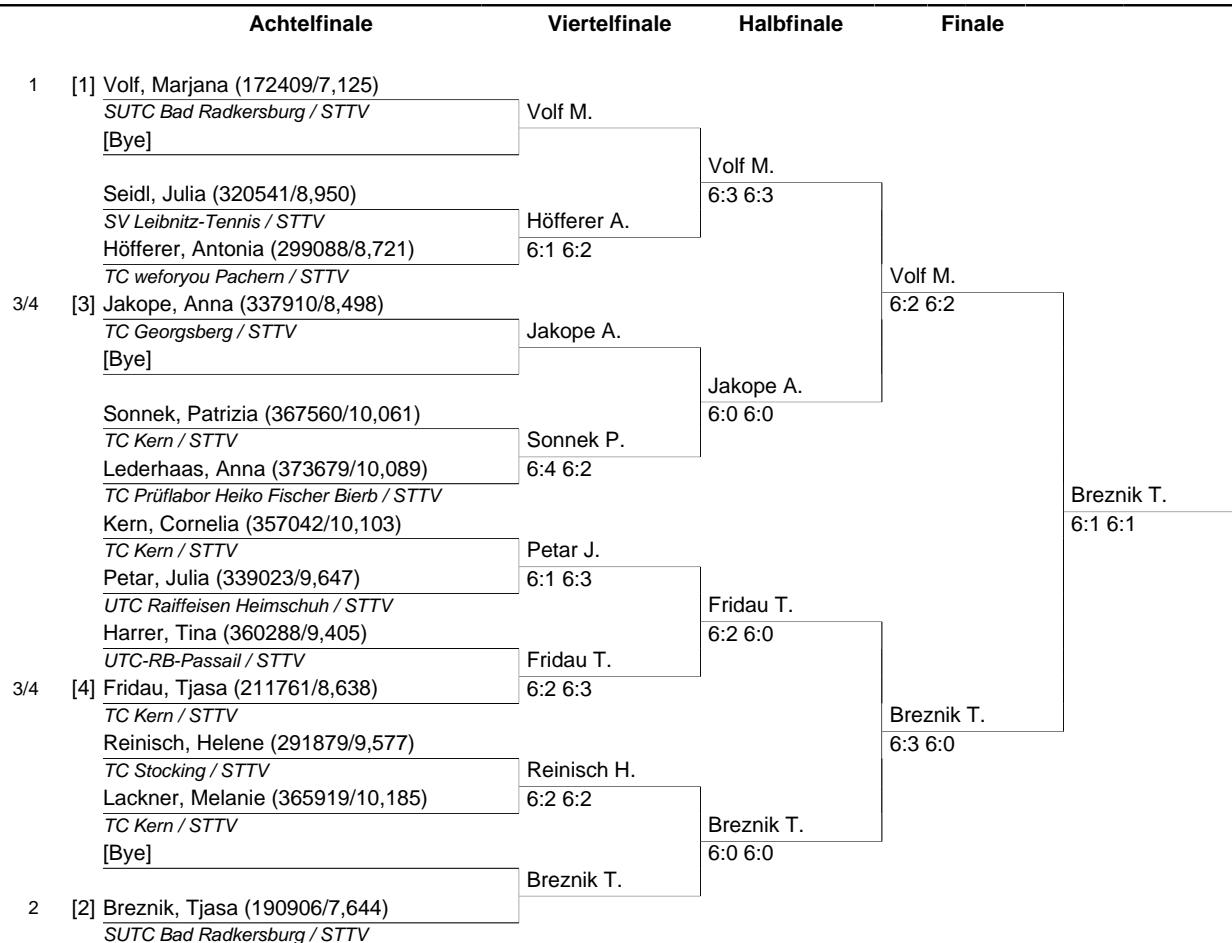 Achtelfinale Viertelfinale Halbfinale Finale
1 [1] Volf, Marjana (172409/7,125)
SUTC Bad Radkersburg / STTV Volf M.
[Bye]
Volf M.
Seidl, Julia (320541/8,950) 6:3 6:3
SV Leibnitz-Tennis / STTV Höfferer A.
Höfferer, Antonia (299088/8,721) 6:1 6:2
TC weforyou Pachern / STTV Volf M.
3/4 [3] Jakope, Anna (337910/8,498) 6:2 6:2
TC Georgsberg / STTV Jakope A.
[Bye]
Jakope A.
Sonnek, Patrizia (367560/10,061) 6:0 6:0
TC Kern / STTV Sonnek P.
Lederhaas, Anna (373679/10,089) 6:4 6:2
TC Prüflabor Heiko Fischer Bierb / STTV Breznik T.
Kern, Cornelia (357042/10,103) 6:1 6:1
TC Kern / STTV Petar J.
Petar, Julia (339023/9,647) 6:1 6:3
UTC Raiffeisen Heimschuh / STTV Fridau T.
Harrer, Tina (360288/9,405) 6:2 6:0
UTC-RB-Passail / STTV Fridau T.
3/4 [4] Fridau, Tjasa (211761/8,638) 6:2 6:3
TC Kern / STTV Breznik T.
Reinisch, Helene (291879/9,577) 6:3 6:0
TC Stocking / STTV Reinisch H.
Lackner, Melanie (365919/10,185) 6:2 6:2
TC Kern / STTV Breznik T.
[Bye] 6:0 6:0
Breznik T.
2 [2] Breznik, Tjasa (190906/7,644)
SUTC Bad Radkersburg / STTV